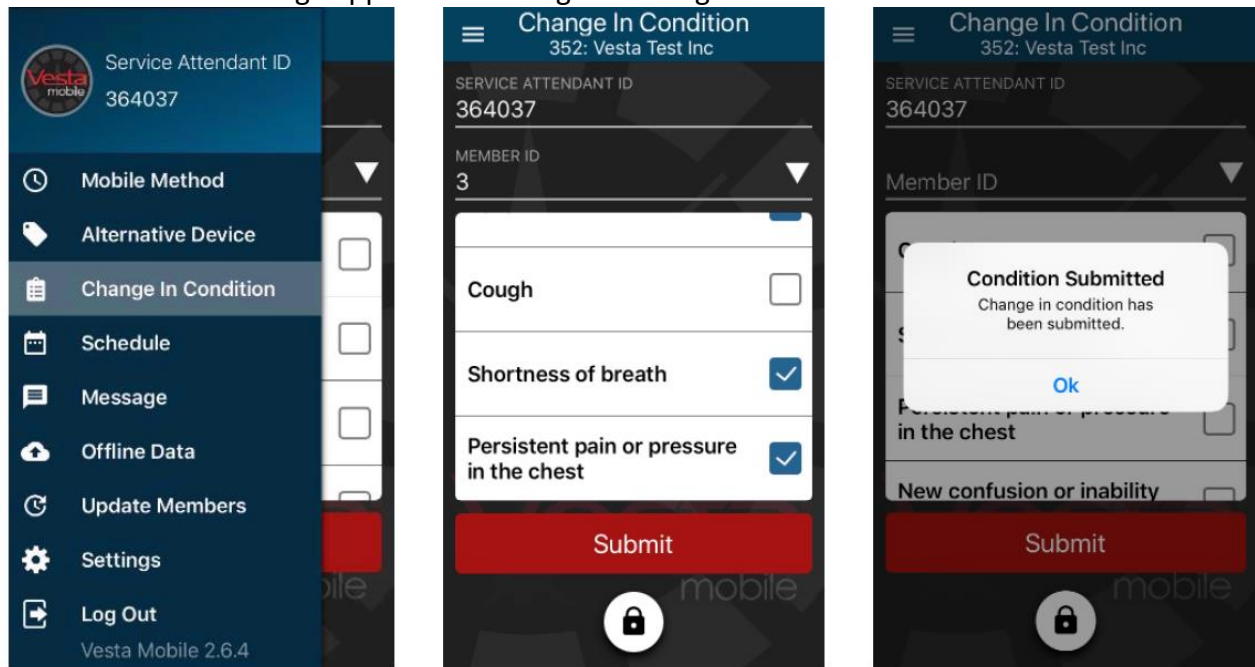 Service Attendant ID
364037
Vesta
mobile
Mobile Method
Alternative Device
Change In Condition
Schedule
Message
Offline Data
Update Members
Settings
Log Out
Vesta Mobile 2.6.4
Change In Condition
352: Vesta Test Inc
SERVICE ATTENDANT ID
364037
MEMBER ID
3
Cough
Shortness of breath
Persistent pain or pressure
in the chest
Submit
mobile
Change In Condition
352: Vesta Test Inc
SERVICE ATTENDANT ID
364037
Member ID
Condition Submitted
Change in condition has
been submitted.
Ok
in the chest
New confusion or inability
Submit
mobile